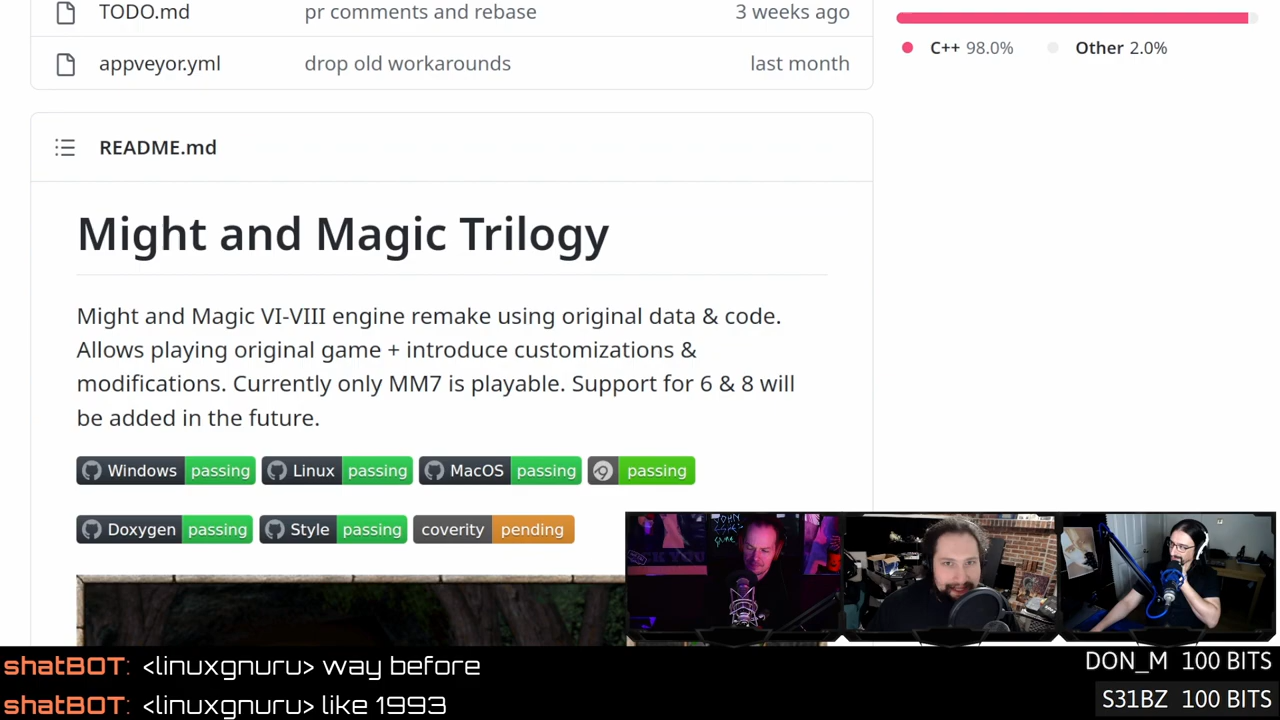 TODO.md pr comments and rebase 3 weeks ago
appveyor.yml drop old workarounds last month
C++ 98.0% Other 2.0%
README.md
Might and Magic Trilogy
Might and Magic VI-VIII engine remake using original data & code.
Allows playing original game + introduce customizations &
modifications. Currently only MM7 is playable. Support for 6 & 8 will
be added in the future.
Windows passing Linux passing MacOS passing passing
Doxygen passing Style passing coverity pending
shatBOT: <linuxgnuru> way before
shatBOT: <linuxgnuru> like 1993
DON_M 100 BITS
S31BZ 100 BITS